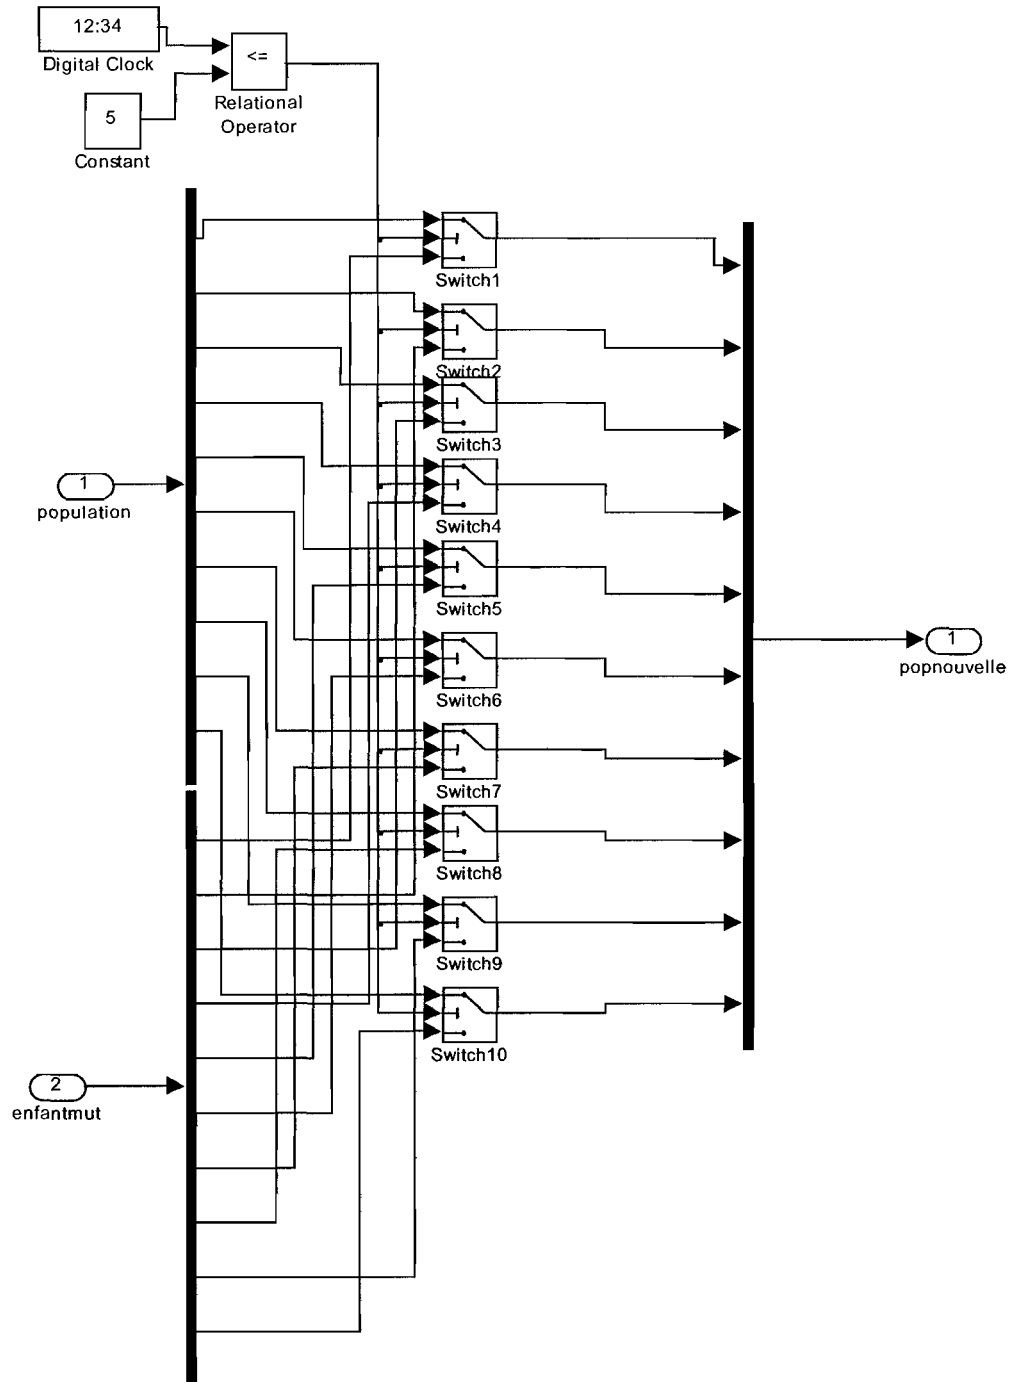 12:34
Digital Clock
<=
Relational
Operator
5
Constant
Switch1
Switch2
Switch3
1
population
Switch4
Switch5
1
popnouvelle
Switch6
Switch7
Switch8
Switch9
Switch10
2
enfantmut